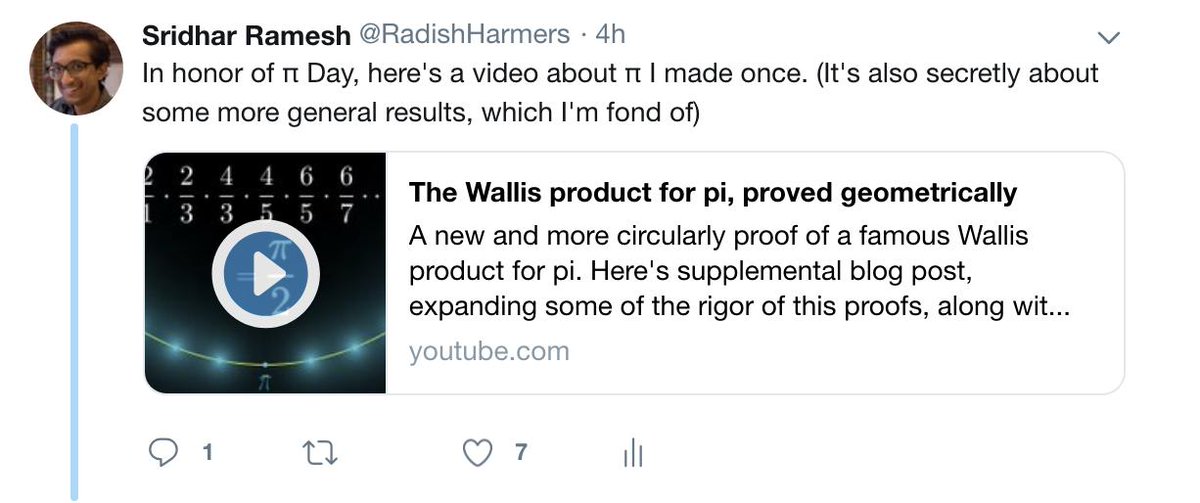 Sridhar Ramesh @RadishHarmers · 4h
In honor of π Day, here's a video about π I made once. (It's also secretly about
some more general results, which I'm fond of)
2 2 4 4 6 6
1 · 3 · 3 · 5 · 5 · 7 ··
= π
2
π
The Wallis product for pi, proved geometrically
A new and more circularly proof of a famous Wallis
product for pi. Here's supplemental blog post,
expanding some of the rigor of this proofs, along wit...
youtube.com
1 7